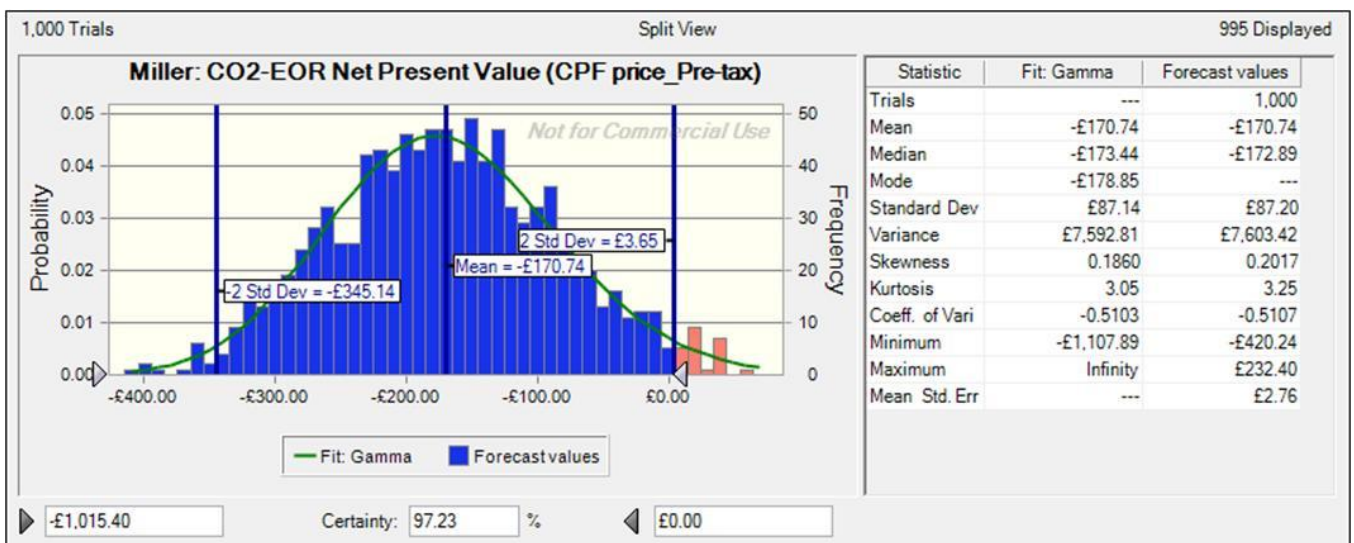 1,000 Trials Split View 995 Displayed
Miller: CO2-EOR Net Present Value (CPF price_Pre-tax)
Not for Commercial Use
Probability
0.05
0.04
0.03
0.02
0.01
0.00
Frequency
50
40
30
20
10
0
2 Std Dev = £3.65
Mean = -£170.74
-2 Std Dev = -£345.14
-£400.00 -£300.00 -£200.00 -£100.00 £0.00
Fit: Gamma Forecast values
Statistic Fit: Gamma Forecast values
Trials --- 1,000
Mean -£170.74 -£170.74
Median -£173.44 -£172.89
Mode -£178.85 ---
Standard Dev £87.14 £87.20
Variance £7,592.81 £7,603.42
Skewness 0.1860 0.2017
Kurtosis 3.05 3.25
Coeff. of Vari -0.5103 -0.5107
Minimum -£1,107.89 -£420.24
Maximum Infinity £232.40
Mean Std. Err --- £2.76
-£1,015.40 Certainty: 97.23 % £0.00